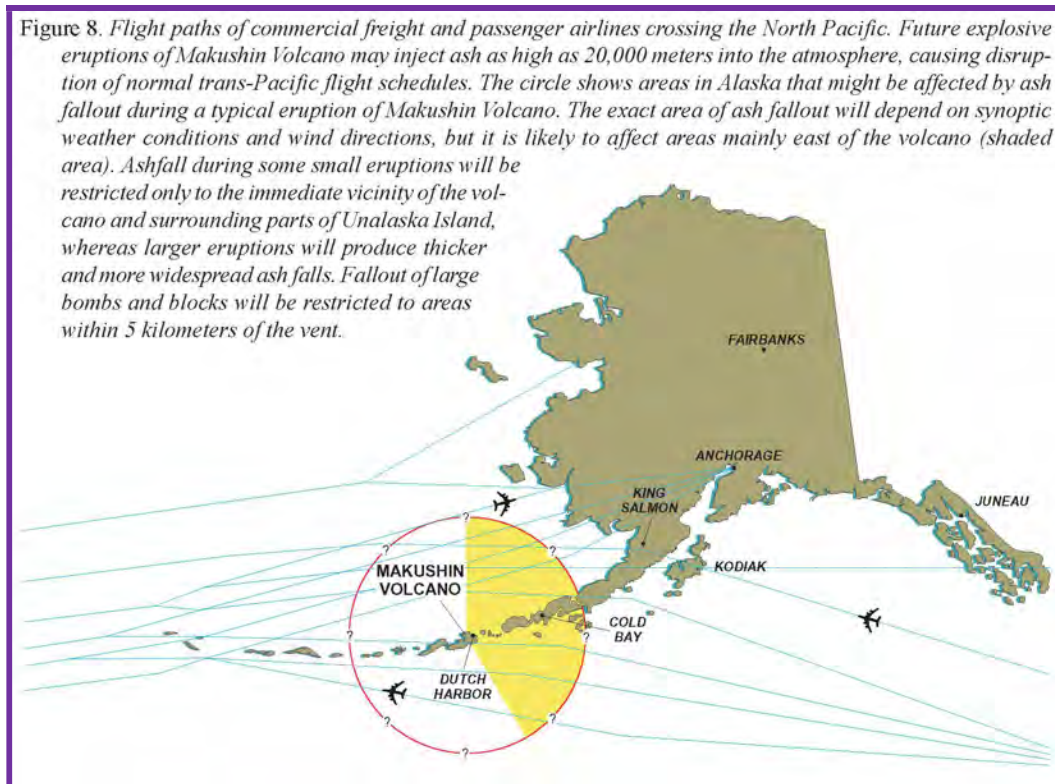 Figure 8. Flight paths of commercial freight and passenger airlines crossing the North Pacific. Future explosive
eruptions of Makushin Volcano may inject ash as high as 20,000 meters into the atmosphere, causing disrup-
tion of normal trans-Pacific flight schedules. The circle shows areas in Alaska that might be affected by ash
fallout during a typical eruption of Makushin Volcano. The exact area of ash fallout will depend on synoptic
weather conditions and wind directions, but it is likely to affect areas mainly east of the volcano (shaded
area). Ashfall during some small eruptions will be
restricted only to the immediate vicinity of the vol-
cano and surrounding parts of Unalaska Island,
whereas larger eruptions will produce thicker
and more widespread ash falls. Fallout of large
bombs and blocks will be restricted to areas
within 5 kilometers of the vent.
FAIRBANKS
ANCHORAGE
KING
SALMON
JUNEAU
KODIAK
MAKUSHIN
VOLCANO
COLD
BAY
DUTCH
HARBOR
?
?
?
?
?
?
?
?